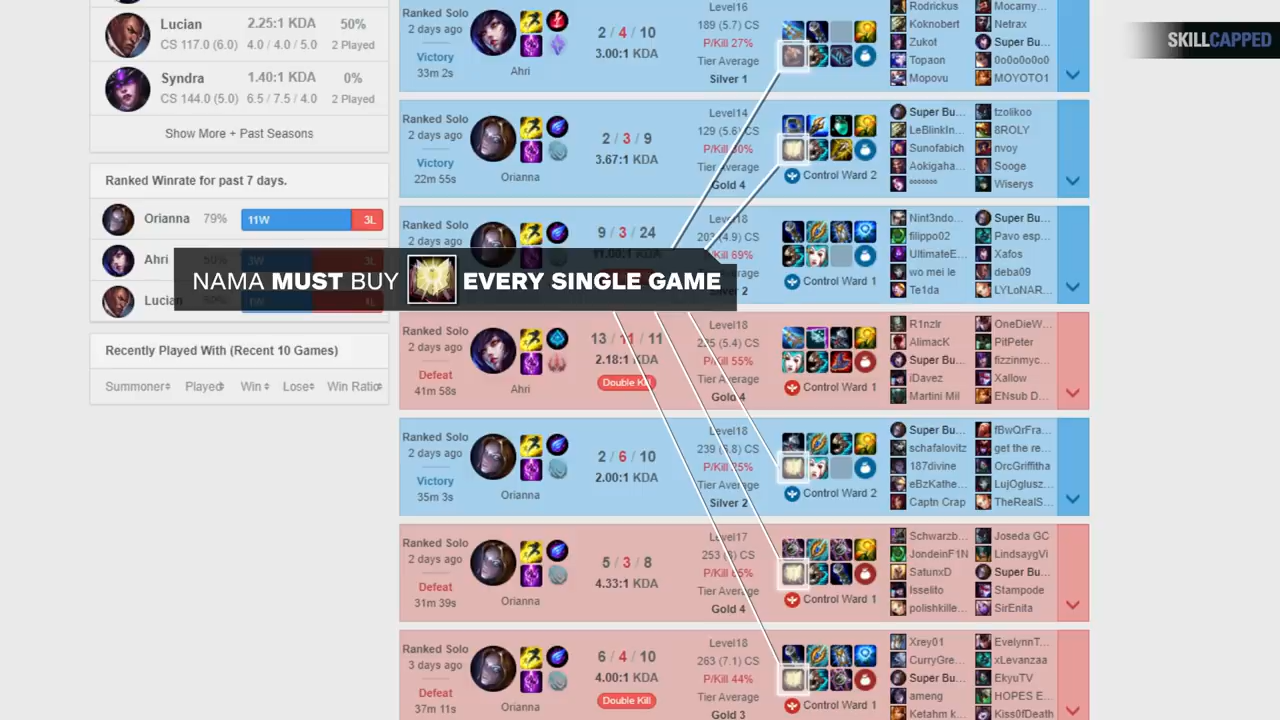 SKILLCAPPED
Lucian
2.25:1 KDA
50%
CS 117.0 (6.0)
4.0 / 4.0 / 5.0
2 Played
Syndra
1.40:1 KDA
0%
CS 144.0 (5.0)
6.5 / 7.5 / 4.0
2 Played
Show More + Past Seasons
Ranked Winrate for past 7 days.
Orianna
79%
11W
3L
Ahri
NAMA MUST BUY EVERY SINGLE GAME
Recently Played With (Recent 10 Games)
Summoner
Played
Win
Lose
Win Ratio
Ranked Solo
2 days ago
Victory
33m 2s
Ahri
2 / 4 / 10
3.00:1 KDA
Level16
189 (5.7) CS
P/Kill 27%
Tier Average
Silver 1
Rodrickus
Koknobert
Zukot
Topaon
Mopovu
Mocarny...
Netrax
Super Bu...
0o0o0o0o0
MOYOTO1
Ranked Solo
2 days ago
Victory
22m 55s
Orianna
2 / 3 / 9
3.67:1 KDA
Level14
129 (5.6) CS
Tier Average
Gold 4
Control Ward 2
Super Bu...
LeBlinkIn...
Sunofabich
Aokigaha...
°°°°°°°
tzolikoo
8ROLY
nvoy
Sooge
Wiserys
Ranked Solo
2 days ago
9 / 3 / 24
Level18
Control Ward 1
Nint3ndo...
filippo02
UltimateE...
wo mei le
Te1da
Super Bu...
Pavo esp...
Xafos
deba09
LYLoNAR...
Ranked Solo
2 days ago
Defeat
41m 58s
Ahri
13 / 11 / 11
2.18:1 KDA
Double Kill
Level18
P/Kill 55%
Tier Average
Gold 4
Control Ward 1
R1nzlr
AlimacK
Super Bu...
iDavez
Martini Mil
OneDieW...
PitPeter
fizzinmyc...
Xallow
ENsub D...
Ranked Solo
2 days ago
Victory
35m 3s
Orianna
2 / 6 / 10
2.00:1 KDA
Level18
Tier Average
Silver 2
Control Ward 2
Super Bu...
schafalovitz
187divine
eBzKathe...
Captn Crap
fBwQrFra...
get the re...
OrcGriffitha
LujOglusz...
TheRealS...
Ranked Solo
2 days ago
Defeat
31m 39s
Orianna
5 / 3 / 8
4.33:1 KDA
Level17
Tier Average
Gold 4
Control Ward 1
Schwarzb...
JondeinF1N
SatunxD
Isselito
polishkille...
Joseda GC
LindsaygVi
Super Bu...
Stampode
SirEnita
Ranked Solo
3 days ago
Defeat
37m 11s
Orianna
6 / 4 / 10
4.00:1 KDA
Double Kill
Level18
263 (7.1) CS
P/Kill 44%
Tier Average
Gold 3
Control Ward 1
Xrey01
CurryGre...
Super Bu...
ameng
Ketahm k...
EvelynnT...
xLevanzaa
EkyuTV
HOPES E...
Kiss0fDeath